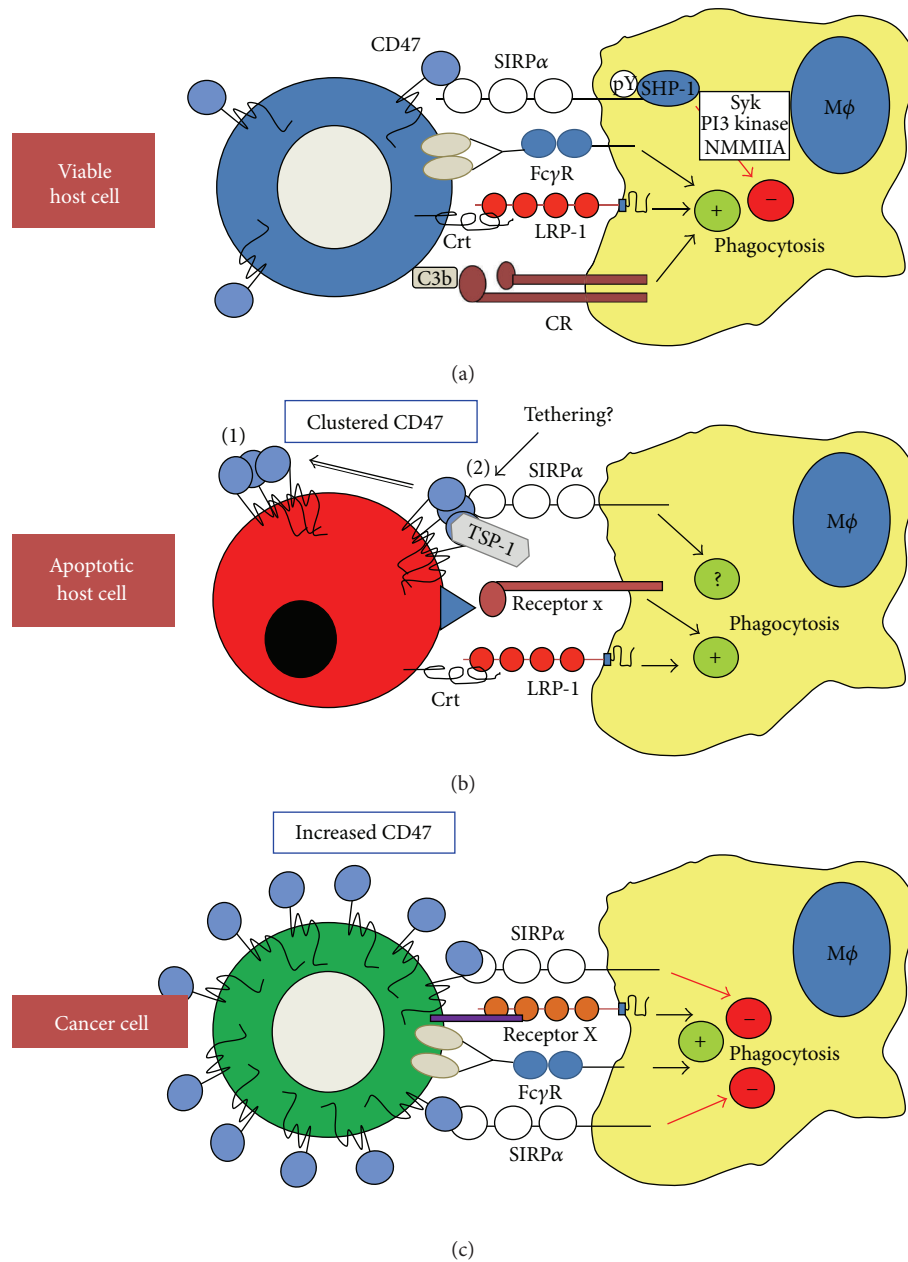 CD47
SIRPα
pY
SHP-1
Syk
PI3 kinase
NMMIIA
Mϕ
Viable
host cell
FcγR
LRP-1
Crt
+
−
Phagocytosis
C3b
CR
(a)
Clustered CD47
Tethering?
(1)
(2)
SIRPα
TSP-1
Mϕ
Apoptotic
host cell
?
Receptor x
Phagocytosis
+
LRP-1
Crt
(b)
Increased CD47
SIRPα
Mϕ
Cancer cell
Receptor X
−
+
Phagocytosis
FcγR
−
SIRPα
(c)